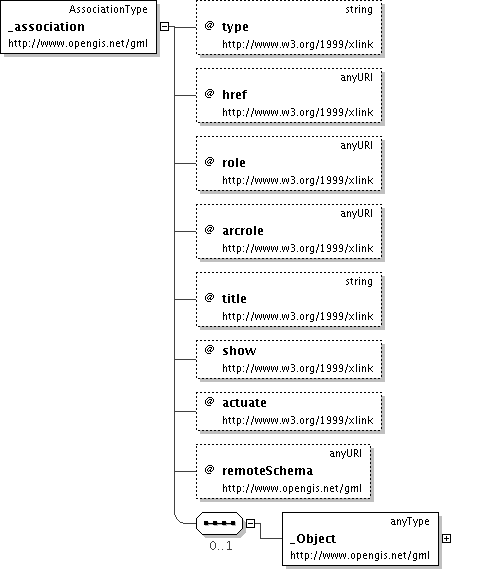 AssociationType
_association
http://www.opengis.net/gml
string
@ type
http://www.w3.org/1999/xlink
anyURI
@ href
http://www.w3.org/1999/xlink
anyURI
@ role
http://www.w3.org/1999/xlink
anyURI
@ arcrole
http://www.w3.org/1999/xlink
string
@ title
http://www.w3.org/1999/xlink
@ show
http://www.w3.org/1999/xlink
@ actuate
http://www.w3.org/1999/xlink
anyURI
@ remoteSchema
http://www.opengis.net/gml
0..1
anyType
_Object
http://www.opengis.net/gml